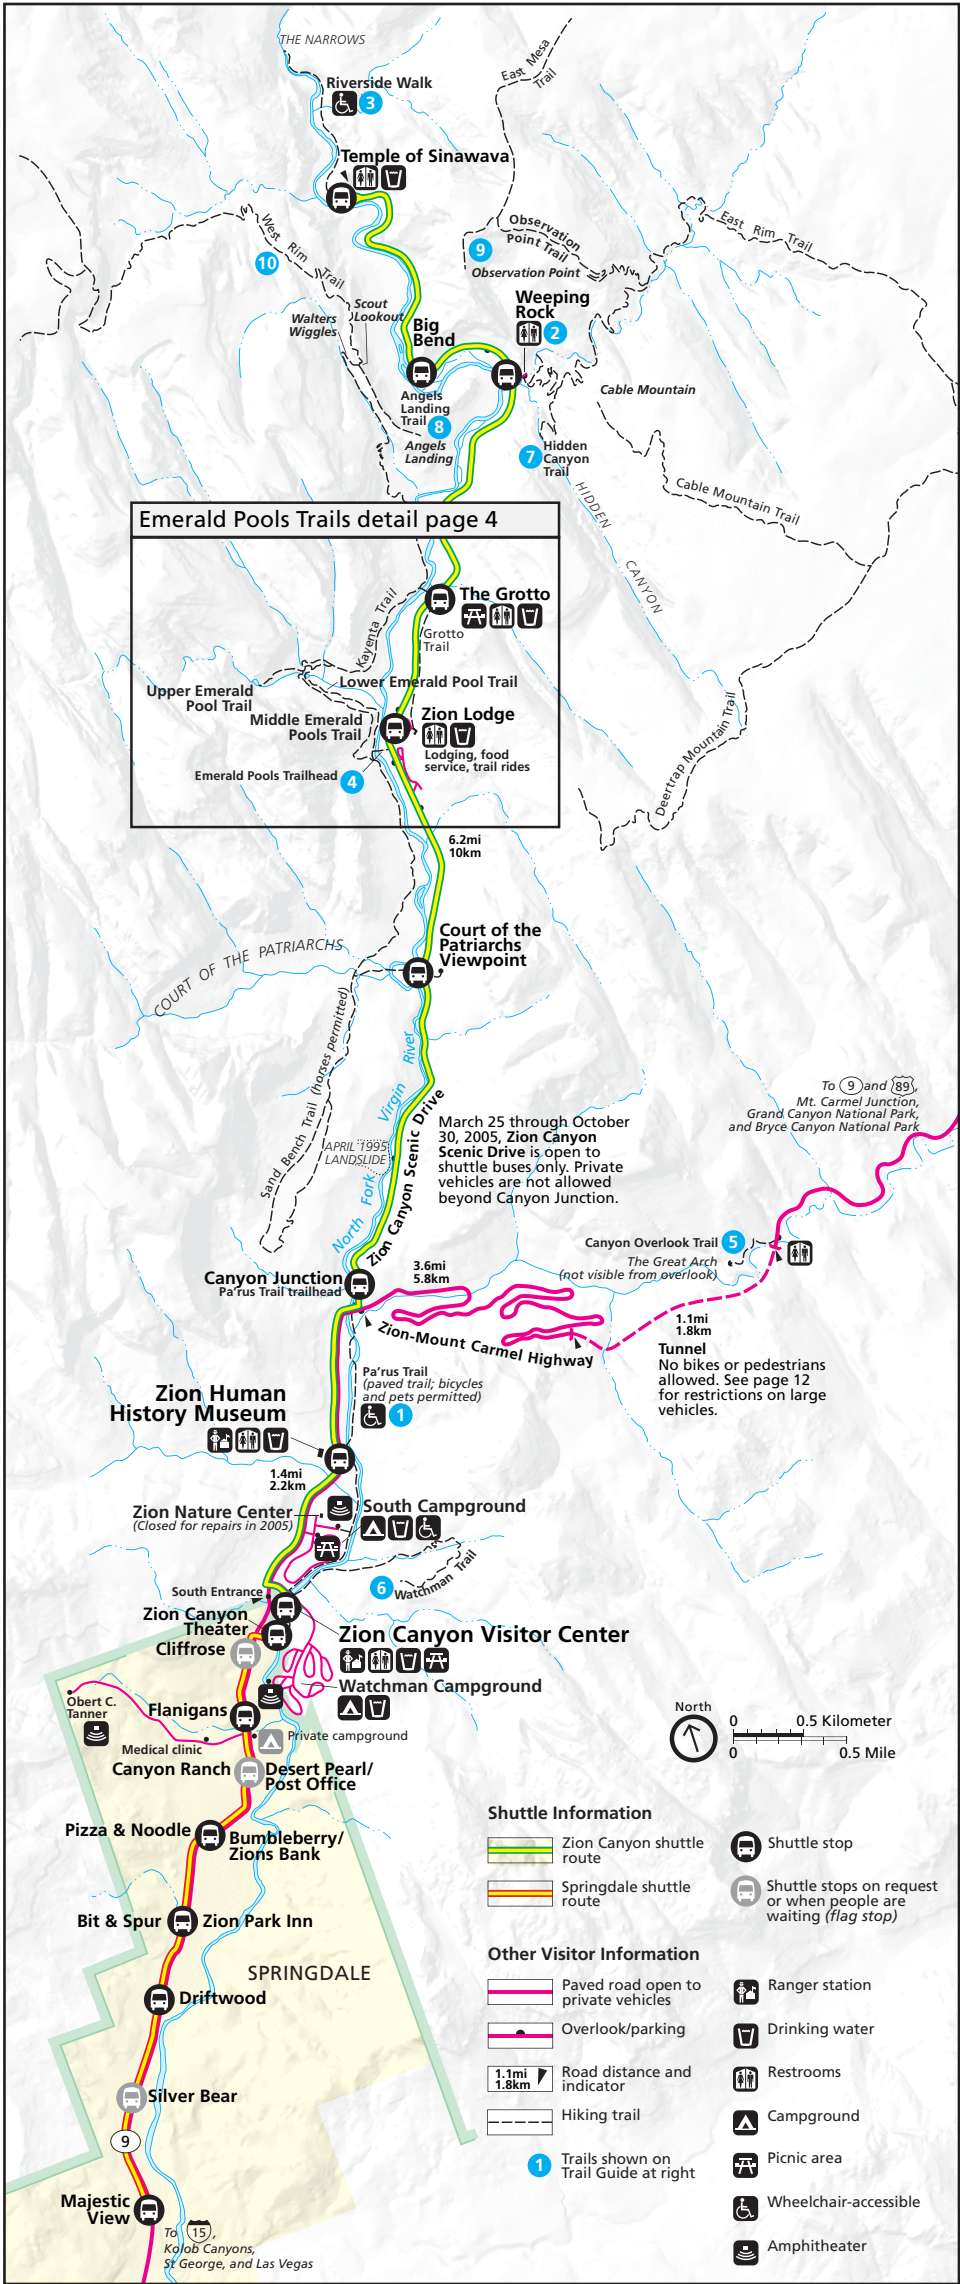 THE NARROWS
East Mesa
Trail
Riverside Walk
3
Temple of Sinawava
West Rim Trail
10
Observation
Point Trail
9
Observation Point
East Rim Trail
Weeping
Rock
2
Scout
Lookout
Walters
Wiggles
Big
Bend
Angels
Landing
Trail
8
Angels
Landing
Cable Mountain
7
Hidden
Canyon
Trail
HIDDEN CANYON
Cable Mountain Trail
Emerald Pools Trails detail page 4
The Grotto
Kayenta Trail
Grotto
Trail
Lower Emerald Pool Trail
Upper Emerald
Pool Trail
Middle Emerald
Pools Trail
Zion Lodge
Lodging, food
service, trail rides
Emerald Pools Trailhead
4
Deertrap Mountain Trail
6.2mi
10km
Court of the
Patriarchs
Viewpoint
COURT OF THE PATRIARCHS
Sand Bench Trail (horses permitted)
North Fork Virgin River
APRIL 1995
LANDSLIDE
Zion Canyon Scenic Drive
March 25 through October
30, 2005, Zion Canyon
Scenic Drive is open to
shuttle buses only. Private
vehicles are not allowed
beyond Canyon Junction.
To 9 and 89,
Mt. Carmel Junction,
Grand Canyon National Park,
and Bryce Canyon National Park
Canyon Overlook Trail
5
The Great Arch
(not visible from overlook)
Canyon Junction
Pa'rus Trail trailhead
3.6mi
5.8km
Zion-Mount Carmel Highway
1.1mi
1.8km
Tunnel
No bikes or pedestrians
allowed. See page 12
for restrictions on large
vehicles.
Pa'rus Trail
(paved trail; bicycles
and pets permitted)
1
Zion Human
History Museum
1.4mi
2.2km
Zion Nature Center
(Closed for repairs in 2005)
South Campground
6
Watchman Trail
South Entrance
Zion Canyon
Theater
Cliffrose
Zion Canyon Visitor Center
Watchman Campground
Obert C.
Tanner
Flanigans
Medical clinic
Private campground
Canyon Ranch
Desert Pearl/
Post Office
Pizza & Noodle
Bumbleberry/
Zions Bank
Bit & Spur
Zion Park Inn
SPRINGDALE
Driftwood
Silver Bear
9
Majestic
View
To 15,
Kolob Canyons,
St George, and Las Vegas
North
0
0.5 Kilometer
0
0.5 Mile
Shuttle Information
Zion Canyon shuttle
route
Springdale shuttle
route
Shuttle stop
Shuttle stops on request
or when people are
waiting (flag stop)
Other Visitor Information
Paved road open to
private vehicles
Overlook/parking
1.1mi
1.8km
Road distance and
indicator
Hiking trail
1
Trails shown on
Trail Guide at right
Ranger station
Drinking water
Restrooms
Campground
Picnic area
Wheelchair-accessible
Amphitheater